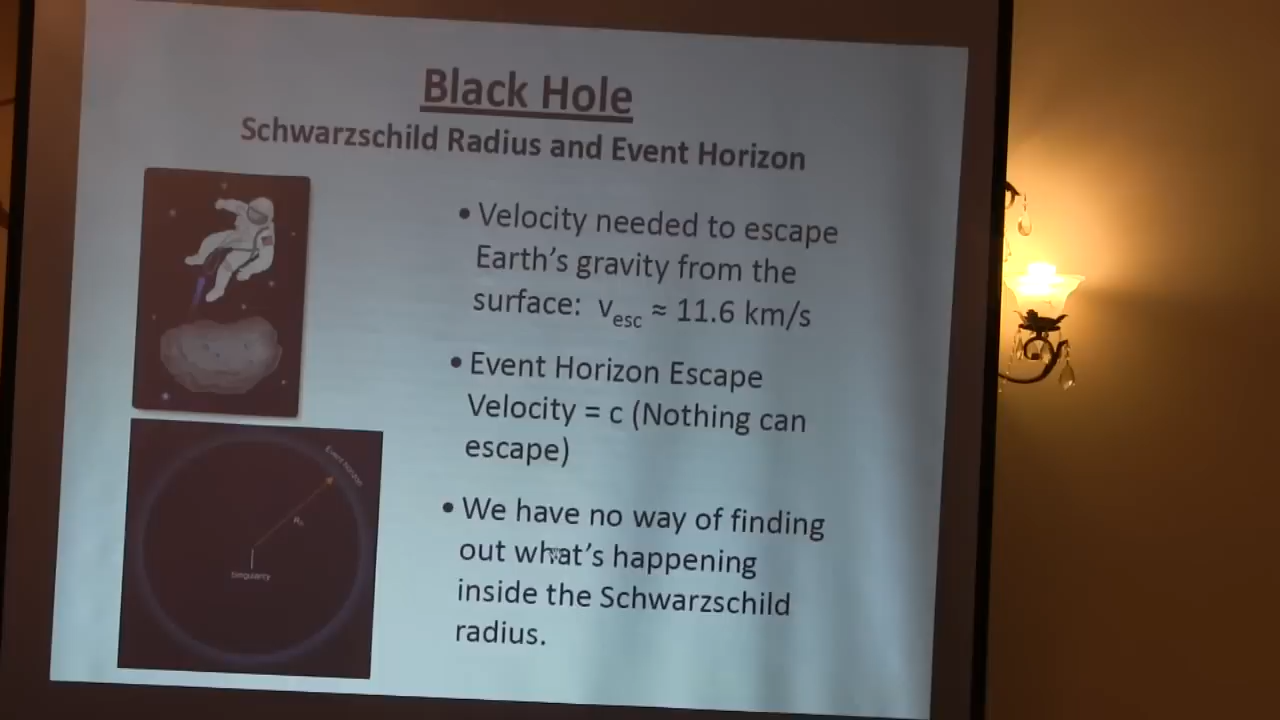 Black Hole
Schwarzschild Radius and Event Horizon
• Velocity needed to escape
Earth's gravity from the
surface: vesc ≈ 11.6 km/s
• Event Horizon Escape
Velocity = c (Nothing can
escape)
• We have no way of finding
out what's happening
inside the Schwarzschild
radius.
Event horizon
Singularity